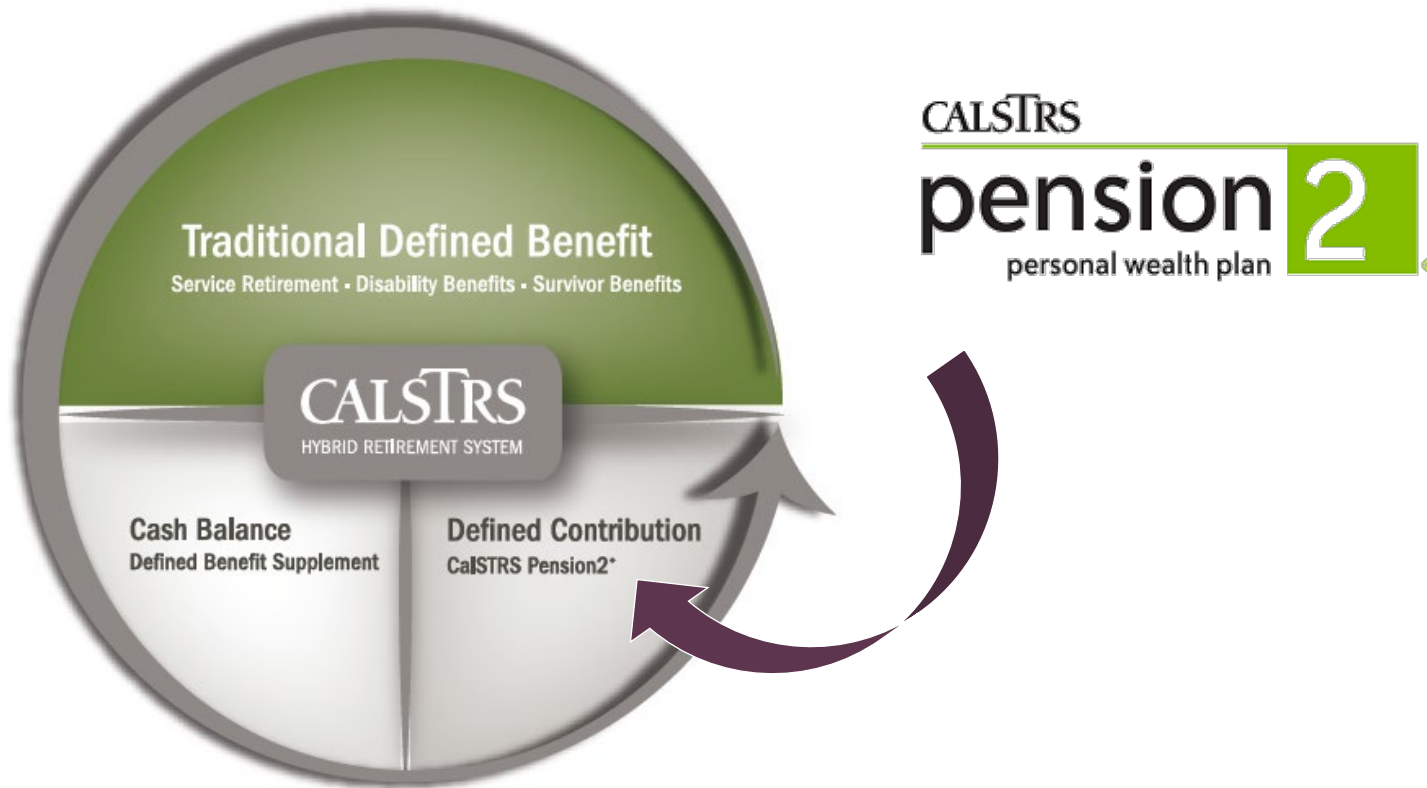 Traditional Defined Benefit
Service Retirement - Disability Benefits - Survivor Benefits
CALSTRS
HYBRID RETIREMENT SYSTEM
Cash Balance
Defined Benefit Supplement
Defined Contribution
CalSTRS Pension2*
CALSTRS
pension 2
personal wealth plan